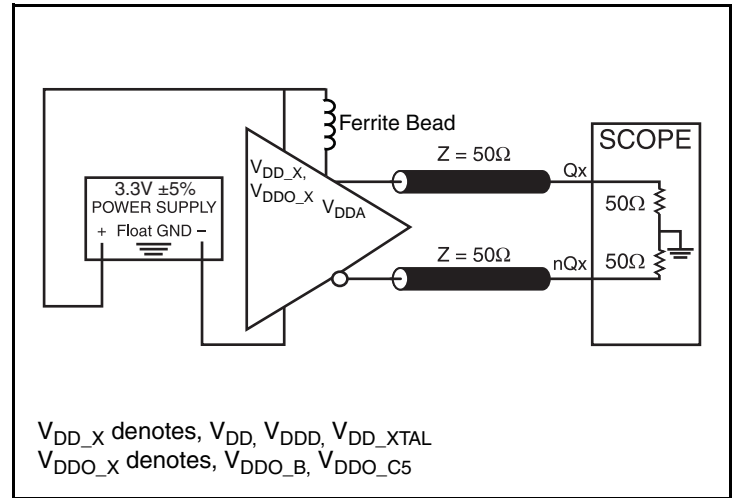 Ferrite Bead
SCOPE
Z = 50Ω
Qx
V_DD_X,
V_DDO_X
V_DDA
50Ω
3.3V ±5%
POWER SUPPLY
+ Float GND –
Z = 50Ω
nQx
50Ω
V_DD_X denotes, V_DD, V_DDD, V_DD_XTAL
V_DDO_X denotes, V_DDO_B, V_DDO_C5